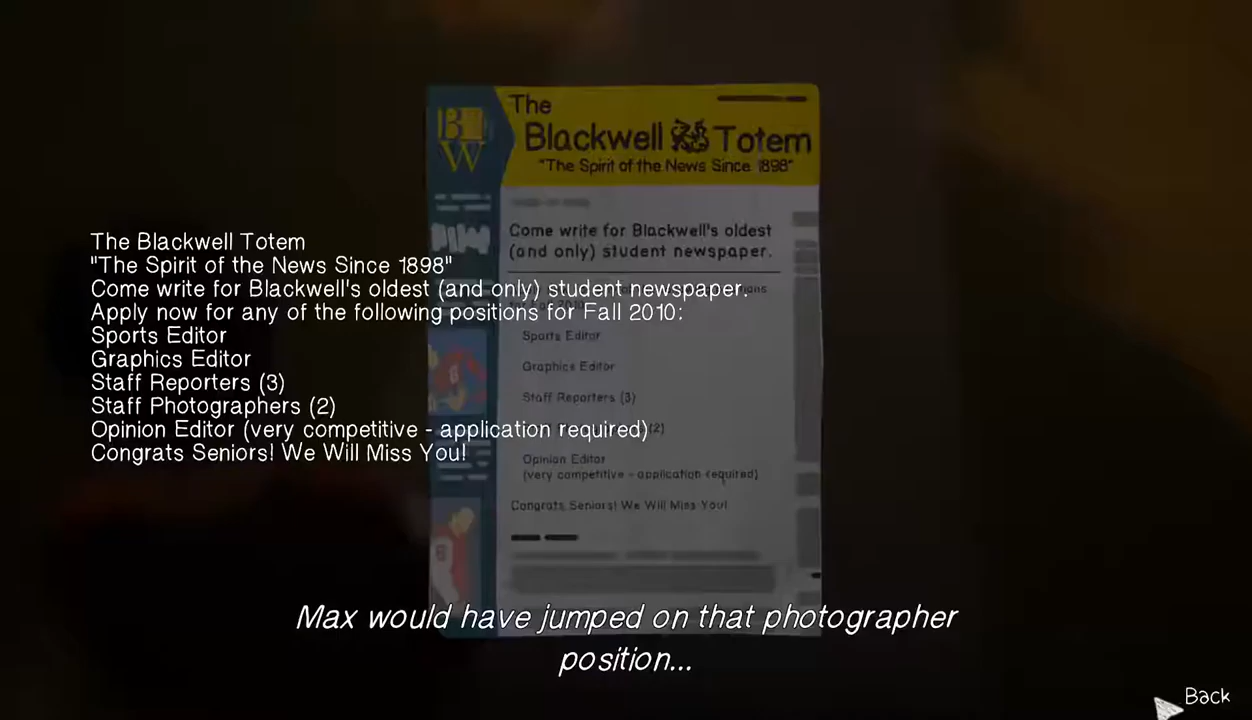 The
Blackwell Totem
"The Spirit of the News Since 1898"
BW
Come write for Blackwell's oldest
(and only) student newspaper.
for Fall 2010:
Sports Editor
Graphics Editor
Staff Reporters (3)
(2)
Opinion Editor
(very competitive - application required)
Congrats Seniors! We Will Miss You!
The Blackwell Totem
"The Spirit of the News Since 1898"
Come write for Blackwell's oldest (and only) student newspaper.
Apply now for any of the following positions for Fall 2010:
Sports Editor
Graphics Editor
Staff Reporters (3)
Staff Photographers (2)
Opinion Editor (very competitive - application required)
Congrats Seniors! We Will Miss You!
Max would have jumped on that photographer
position...
Back